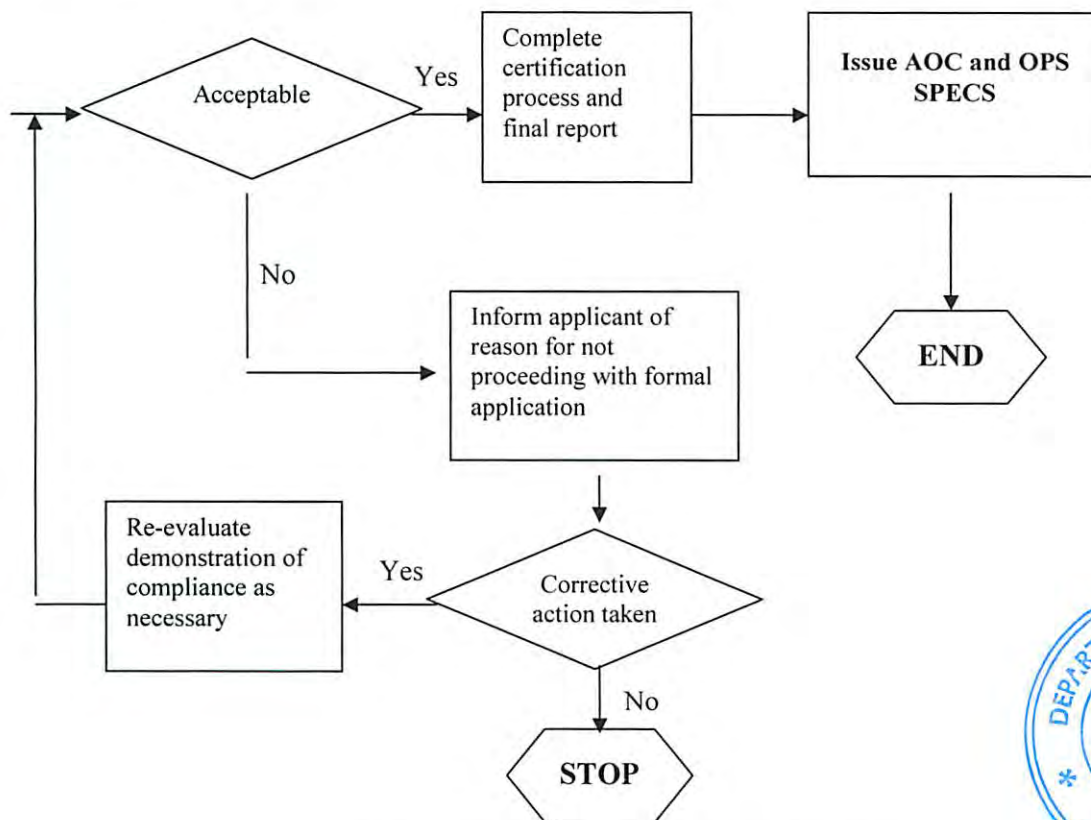 Acceptable
Yes
Complete
certification
process and
final report
Issue AOC and OPS
SPECS
No
Inform applicant of
reason for not
proceeding with formal
application
END
Re-evaluate
demonstration of
compliance as
necessary
Yes
Corrective
action taken
No
STOP